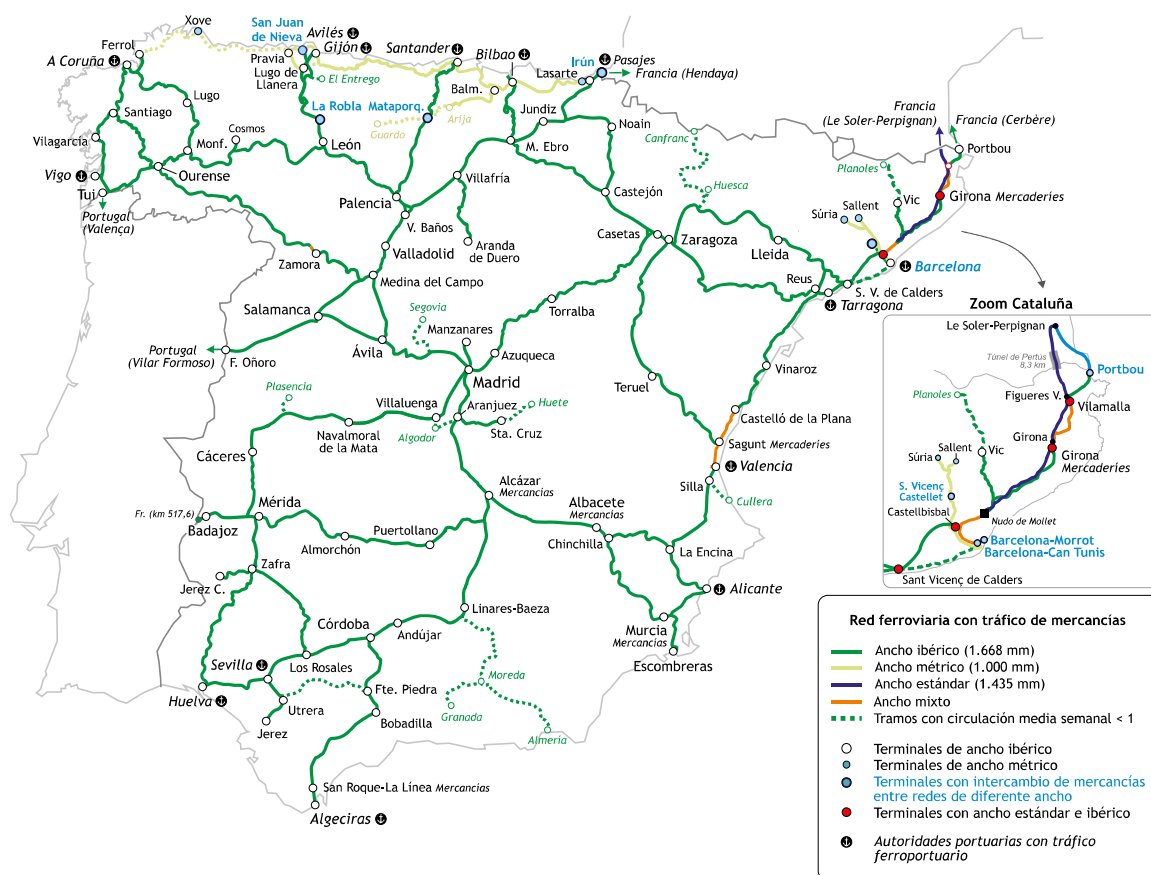 Xove
San Juan
de Nieva
Avilés
Gijón
Santander
Bilbao
Irún
Pasajes
Francia (Hendaya)
Ferrol
A Coruña
Pravia
Lugo de
Llanera
El Entrego
Lasarte
Balm.
Lugo
Santiago
La Robla
Mataporq.
Arija
Guardo
Jundiz
Noain
Canfranc
Francia
(Le Soler-Perpignan)
Francia (Cerbère)
Portbou
Cosmos
Vilagarcía
Monf.
León
M. Ebro
Planoles
Vigo
Ourense
Tui
Portugal
(Valença)
Palencia
Villafría
Castejón
Huesca
Vic
Girona Mercaderies
Sallent
Súria
V. Baños
Casetas
Zaragoza
Lleida
Valladolid
Aranda
de Duero
Zamora
Medina del Campo
Barcelona
Reus
S. V. de Calders
Tarragona
Salamanca
Segovia
Manzanares
Torralba
Portugal
(Vilar Formoso)
F. Oñoro
Ávila
Azuqueca
Madrid
Vinaroz
Teruel
Plasencia
Villaluenga
Aranjuez
Huete
Algodor
Sta. Cruz
Navalmoral
de la Mata
Castelló de la Plana
Sagunt Mercaderies
Cáceres
Valencia
Silla
Cullera
Alcázar
Mercancías
Albacete
Mercancías
Chinchilla
Fr. (km 517,6)
Badajoz
Mérida
Puertollano
Almorchón
La Encina
Zafra
Jerez C.
Alicante
Linares-Baeza
Córdoba
Andújar
Murcia
Mercancías
Escombreras
Sevilla
Los Rosales
Huelva
Utrera
Jerez
Fte. Piedra
Bobadilla
Moreda
Granada
Almería
San Roque-La Línea Mercancías
Algeciras
Zoom Cataluña
Le Soler-Perpignan
Túnel de Pertús
8,3 km
Portbou
Planoles
Figueres V.
Vilamalla
Girona
Girona
Mercaderies
Súria
Sallent
Vic
S. Vicenç
Castellet
Castellbisbal
Nudo de Mollet
Barcelona-Morrot
Barcelona-Can Tunis
Sant Vicenç de Calders
Red ferroviaria con tráfico de mercancías
Ancho ibérico (1.668 mm)
Ancho métrico (1.000 mm)
Ancho estándar (1.435 mm)
Ancho mixto
Tramos con circulación media semanal < 1
Terminales de ancho ibérico
Terminales de ancho métrico
Terminales con intercambio de mercancías
entre redes de diferente ancho
Terminales con ancho estándar e ibérico
Autoridades portuarias con tráfico
ferroportuario